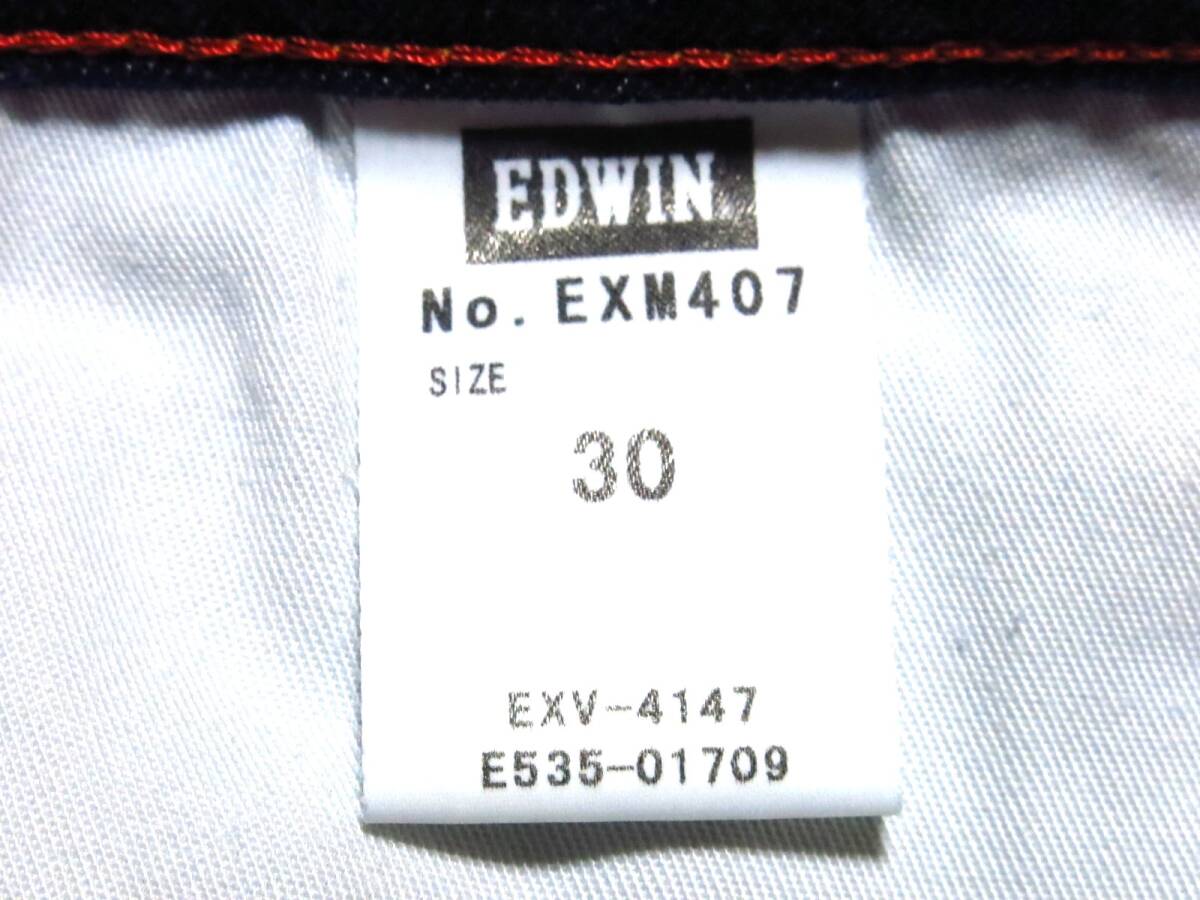 EDWIN
No. EXM407
SIZE
30
EXV-4147
E535-01709